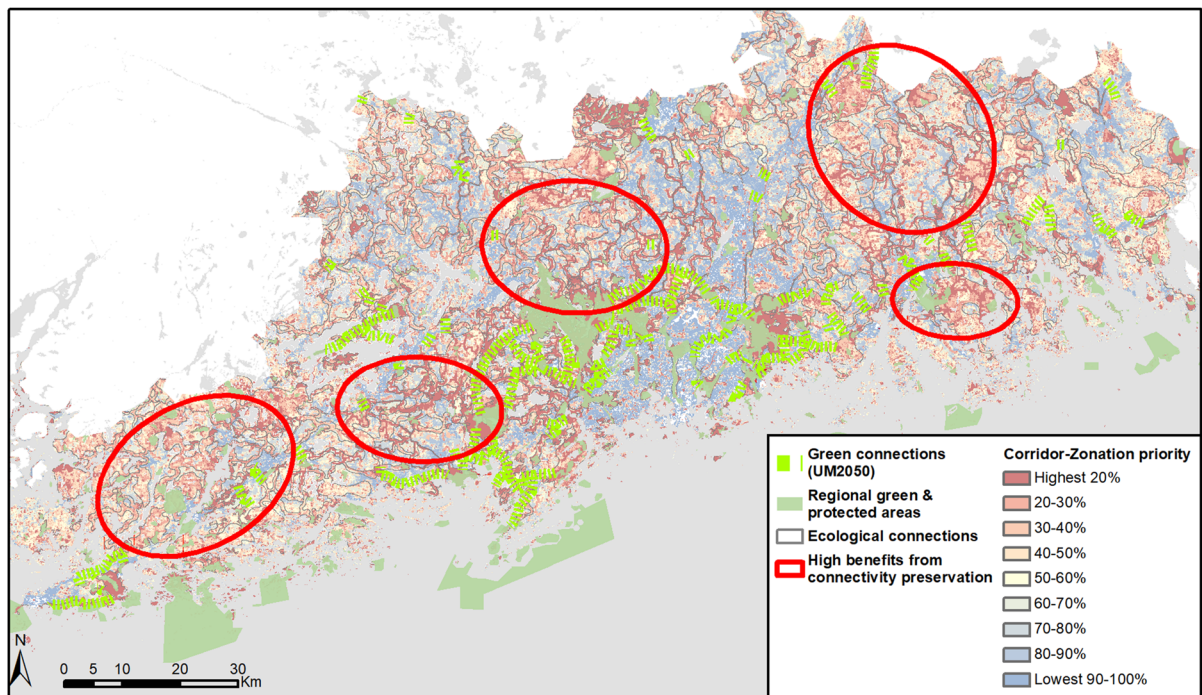 Green connections
(UM2050)
Regional green &
protected areas
Ecological connections
High benefits from
connectivity preservation
Corridor-Zonation priority
Highest 20%
20-30%
30-40%
40-50%
50-60%
60-70%
70-80%
80-90%
Lowest 90-100%
N
0 5 10 20 30
Km